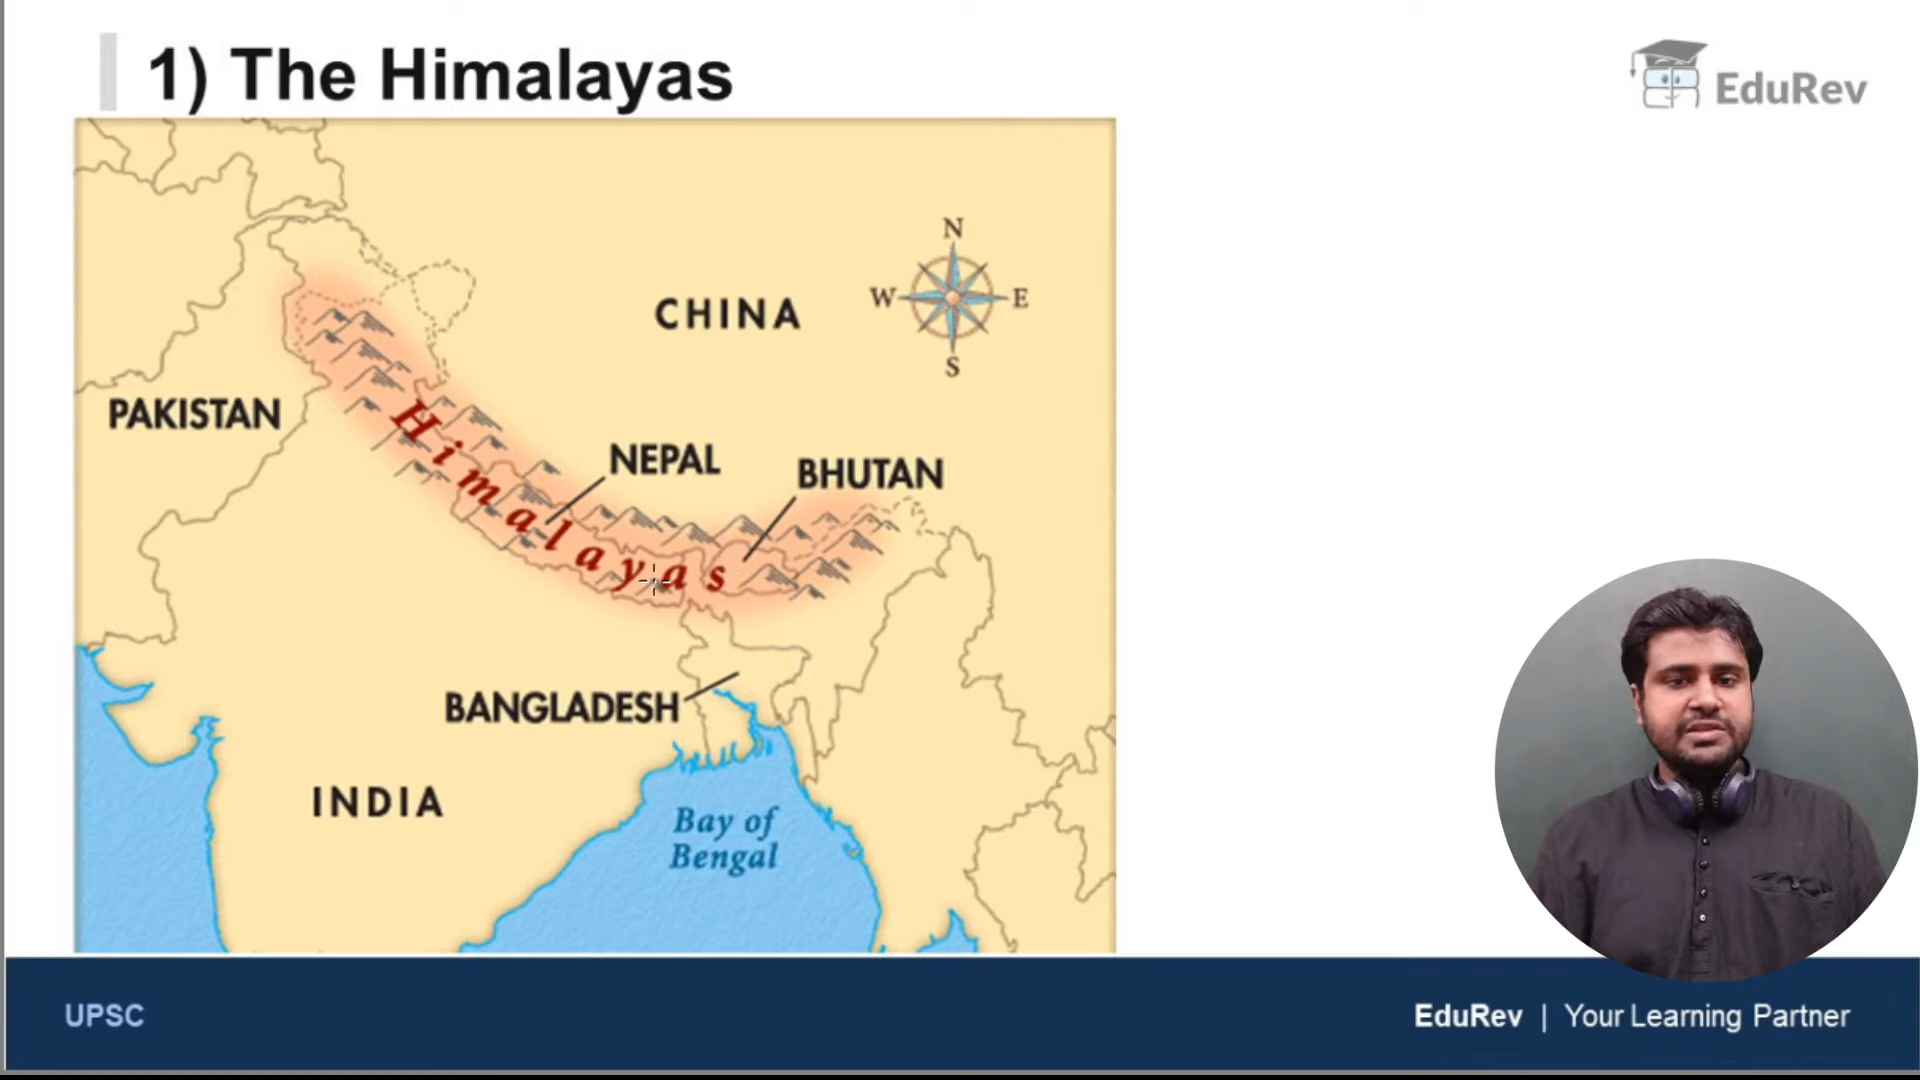 1) The Himalayas
EduRev
N
W E
S
CHINA
PAKISTAN
NEPAL
BHUTAN
Himalayas
BANGLADESH
INDIA
Bay of
Bengal
UPSC
EduRev | Your Learning Partner